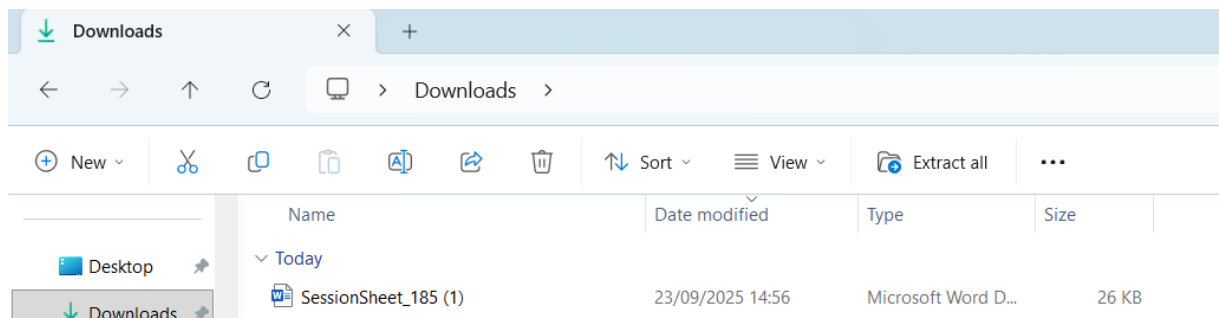 Downloads
Downloads
New Sort View Extract all
Name Date modified Type Size
Today
Desktop
SessionSheet_185 (1) 23/09/2025 14:56 Microsoft Word D... 26 KB
Downloads